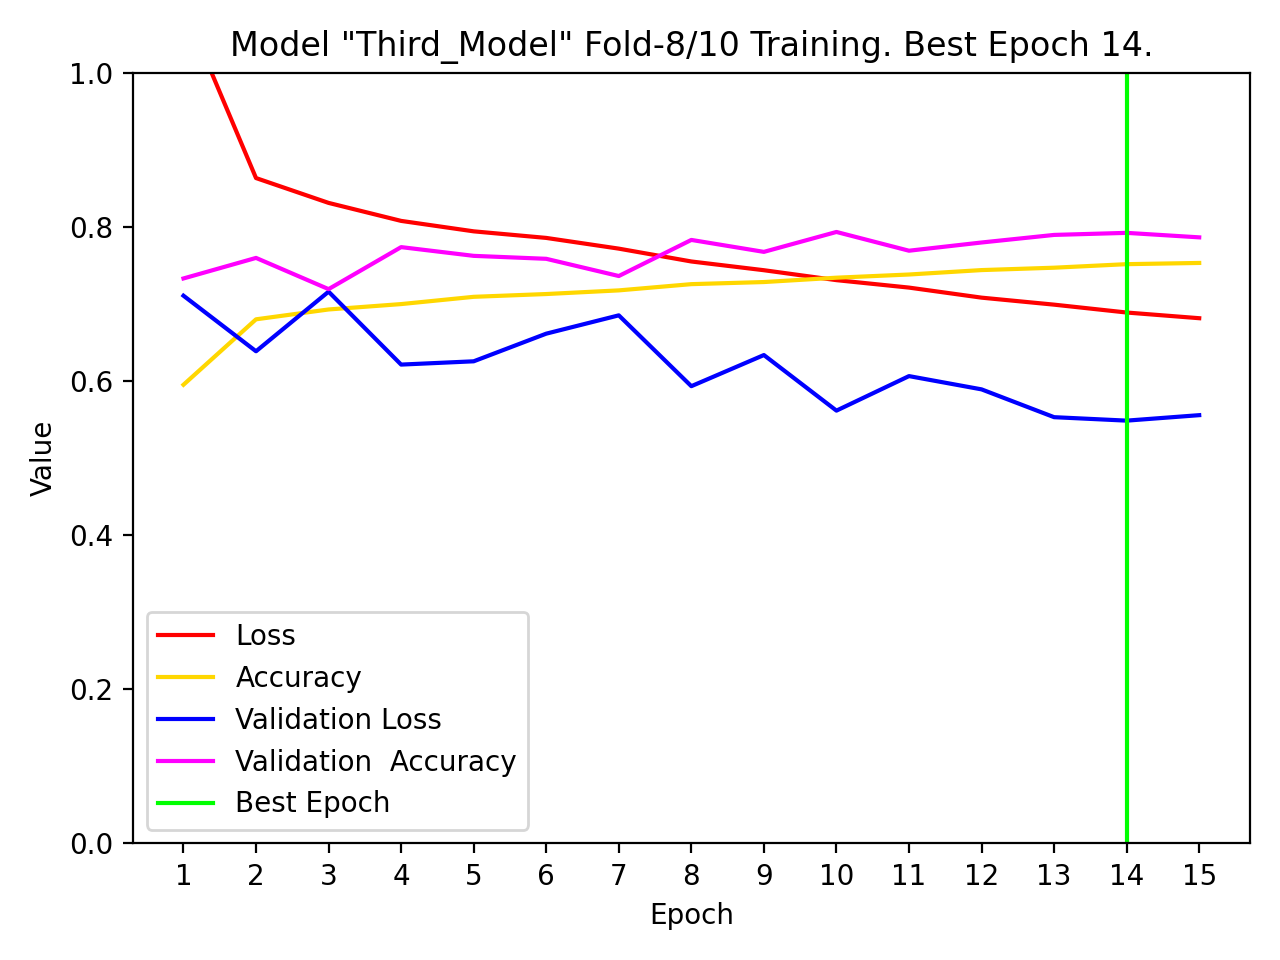 Model "Third_Model" Fold-8/10 Training. Best Epoch 14.
1.0
0.8
0.6
0.4
0.2
0.0
Value
Loss
Accuracy
Validation Loss
Validation  Accuracy
Best Epoch
1 2 3 4 5 6 7 8 9 10 11 12 13 14 15
Epoch